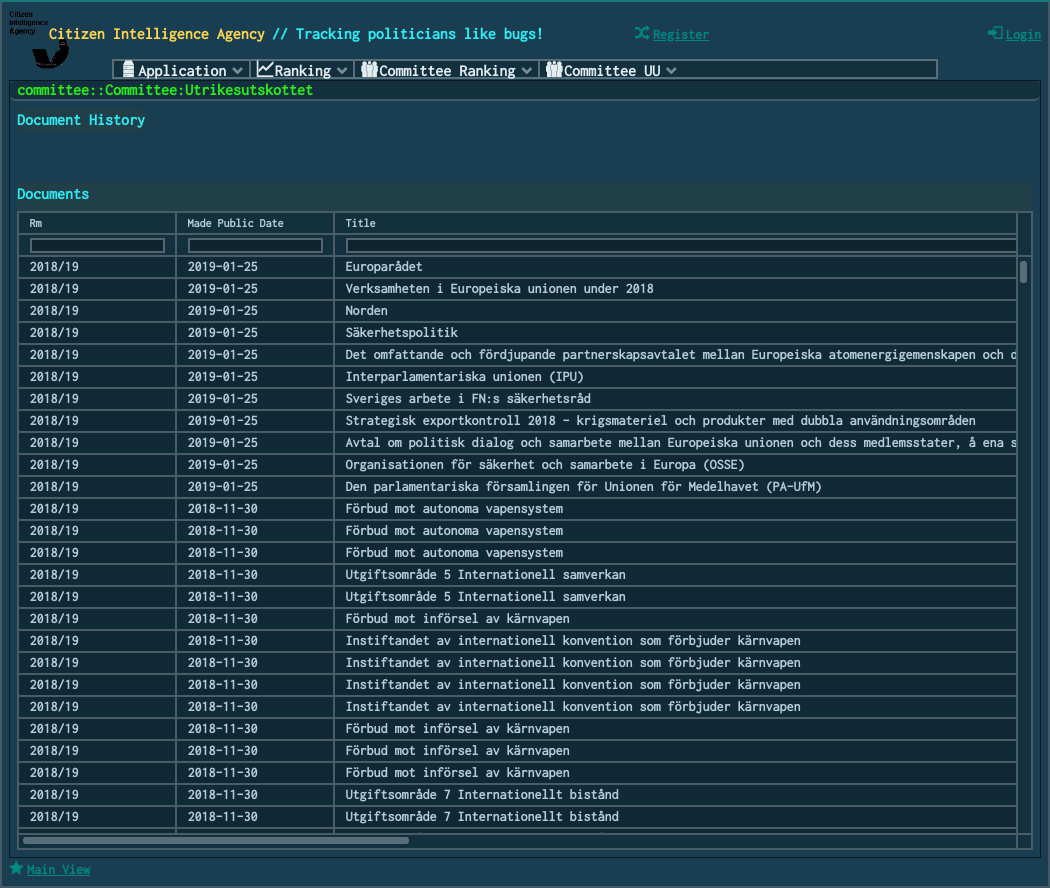 Citizen
Intelligence
Agency
Citizen Intelligence Agency // Tracking politicians like bugs!
Register
Login
Application
Ranking
Committee Ranking
Committee UU
committee::Committee:Utrikesutskottet
Document History
Documents
Rm Made Public Date Title
2018/19 2019-01-25 Europarådet
2018/19 2019-01-25 Verksamheten i Europeiska unionen under 2018
2018/19 2019-01-25 Norden
2018/19 2019-01-25 Säkerhetspolitik
2018/19 2019-01-25 Det omfattande och fördjupande partnerskapsavtalet mellan Europeiska atomenergigemenskapen och
2018/19 2019-01-25 Interparlamentariska unionen (IPU)
2018/19 2019-01-25 Sveriges arbete i FN:s säkerhetsråd
2018/19 2019-01-25 Strategisk exportkontroll 2018 - krigsmateriel och produkter med dubbla användningsområden
2018/19 2019-01-25 Avtal om politisk dialog och samarbete mellan Europeiska unionen och dess medlemsstater, å ena s
2018/19 2019-01-25 Organisationen för säkerhet och samarbete i Europa (OSSE)
2018/19 2019-01-25 Den parlamentariska församlingen för Unionen för Medelhavet (PA-UfM)
2018/19 2018-11-30 Förbud mot autonoma vapensystem
2018/19 2018-11-30 Förbud mot autonoma vapensystem
2018/19 2018-11-30 Förbud mot autonoma vapensystem
2018/19 2018-11-30 Utgiftsområde 5 Internationell samverkan
2018/19 2018-11-30 Utgiftsområde 5 Internationell samverkan
2018/19 2018-11-30 Förbud mot införsel av kärnvapen
2018/19 2018-11-30 Instiftandet av internationell konvention som förbjuder kärnvapen
2018/19 2018-11-30 Instiftandet av internationell konvention som förbjuder kärnvapen
2018/19 2018-11-30 Instiftandet av internationell konvention som förbjuder kärnvapen
2018/19 2018-11-30 Instiftandet av internationell konvention som förbjuder kärnvapen
2018/19 2018-11-30 Förbud mot införsel av kärnvapen
2018/19 2018-11-30 Förbud mot införsel av kärnvapen
2018/19 2018-11-30 Förbud mot införsel av kärnvapen
2018/19 2018-11-30 Utgiftsområde 7 Internationellt bistånd
2018/19 2018-11-30 Utgiftsområde 7 Internationellt bistånd
Main View